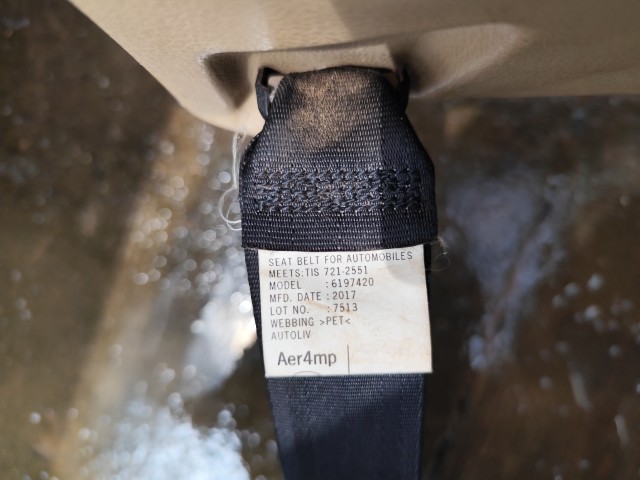 SEAT BELT FOR AUTOMOBILES
MEETS:TIS 721-2551
MODEL :6197420
MFD. DATE :2017
LOT NO. :7513
WEBBING >PET<
AUTOLIV
Aer4mp